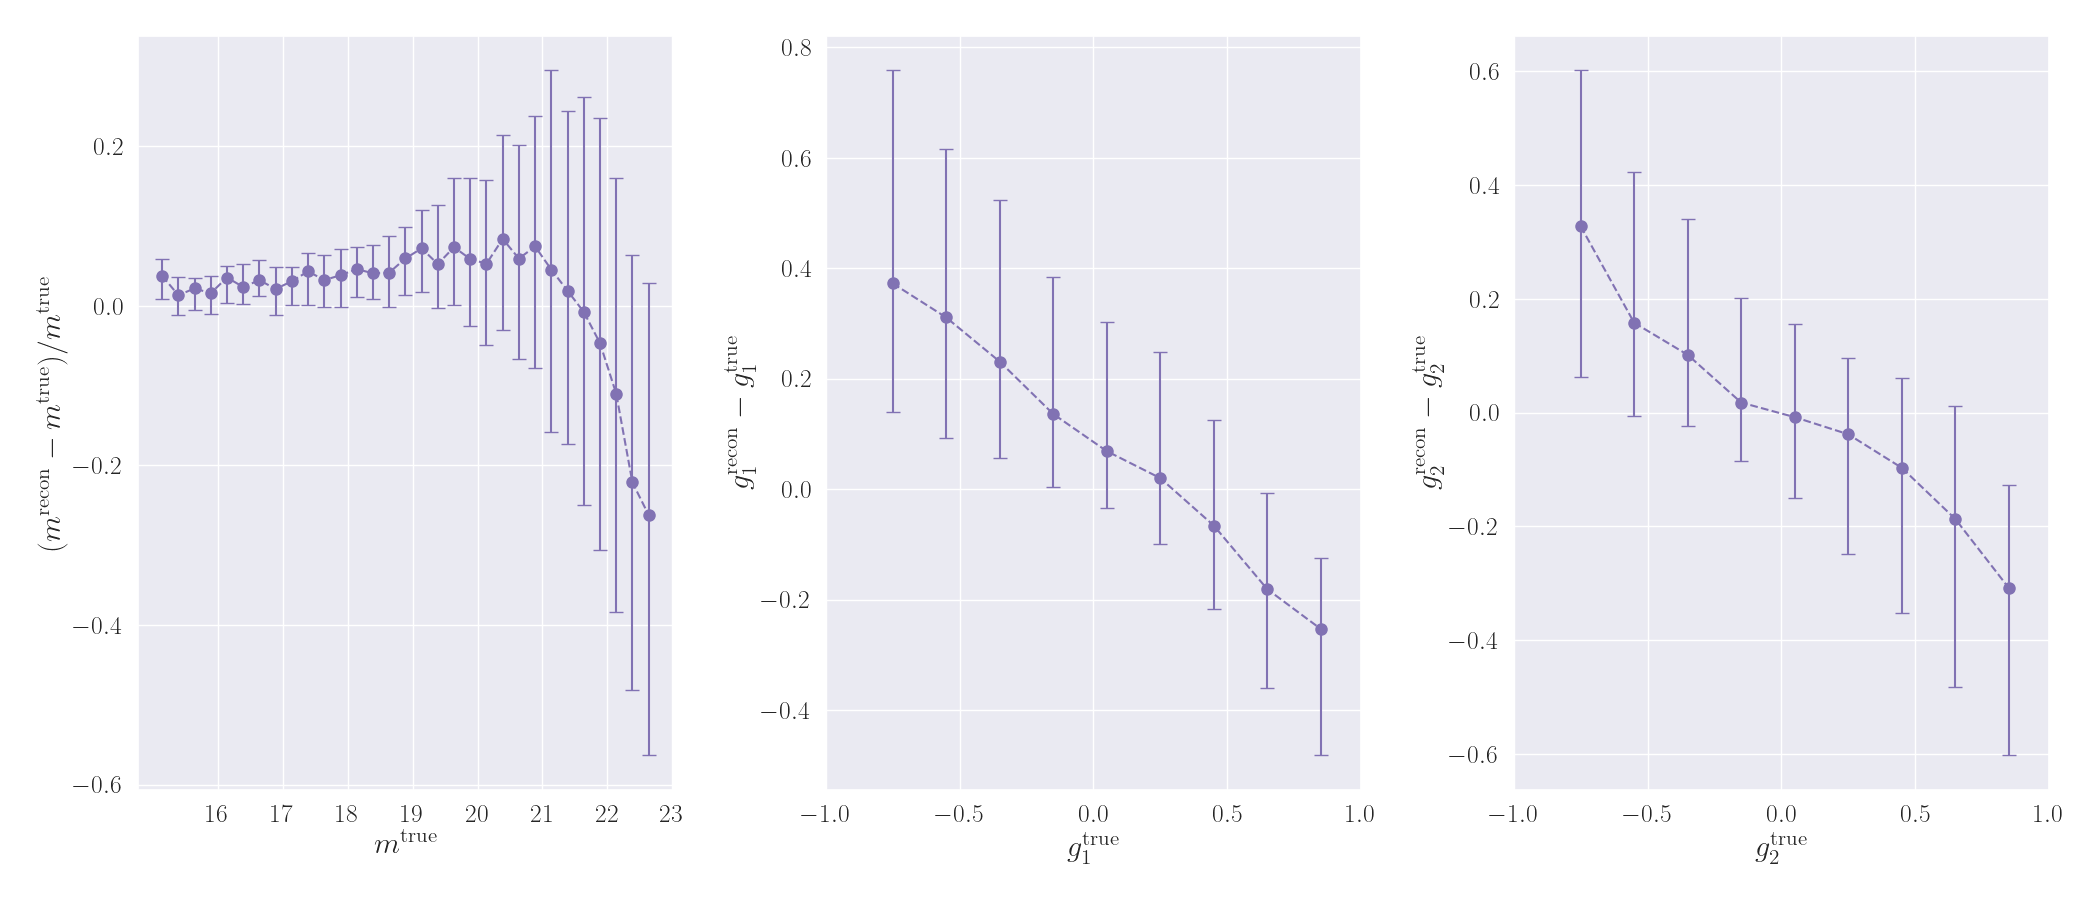 (m^recon − m^true)/m^true
0.2
0.0
−0.2
−0.4
−0.6
16 17 18 19 20 21 22 23
m^true
g_1^recon − g_1^true
0.8
0.6
0.4
0.2
0.0
−0.2
−0.4
−1.0 −0.5 0.0 0.5 1.0
g_1^true
g_2^recon − g_2^true
0.6
0.4
0.2
0.0
−0.2
−0.4
−0.6
−1.0 −0.5 0.0 0.5 1.0
g_2^true